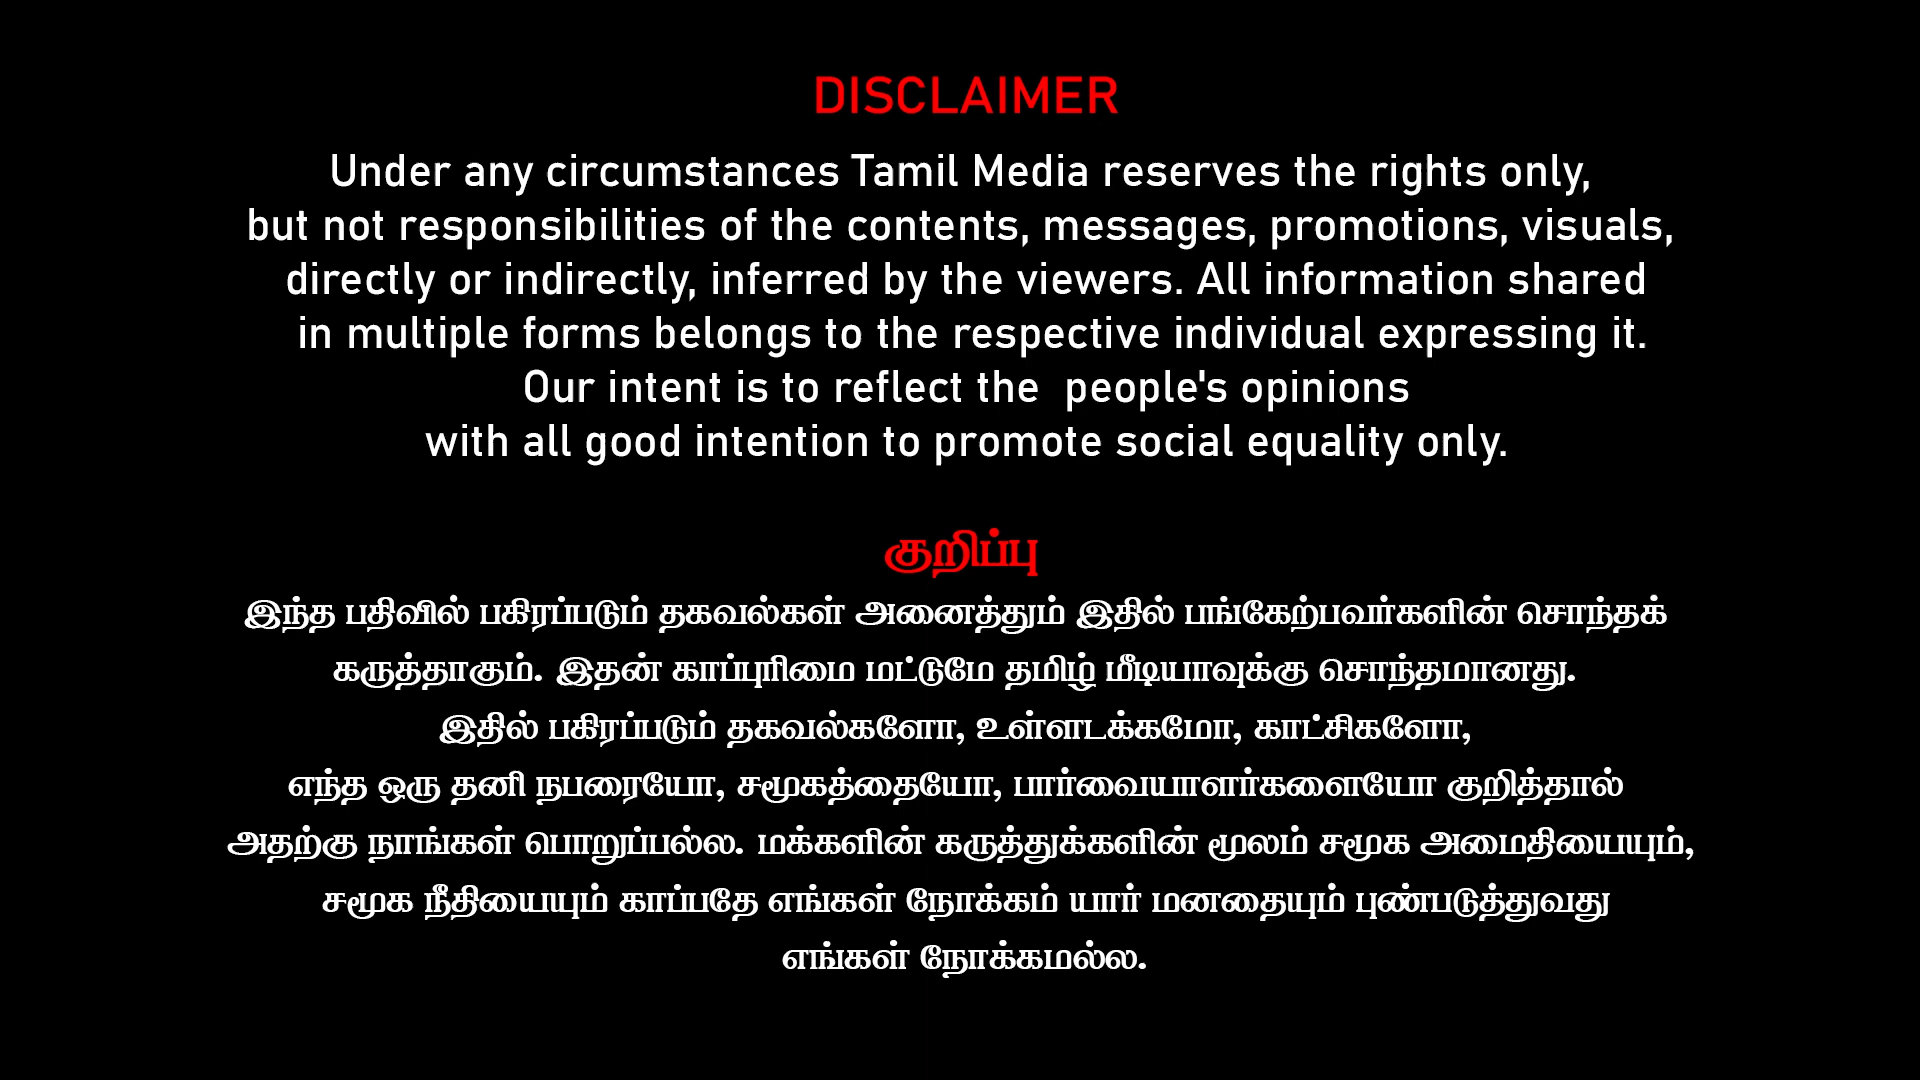 DISCLAIMER
Under any circumstances Tamil Media reserves the rights only,
but not responsibilities of the contents, messages, promotions, visuals,
directly or indirectly, inferred by the viewers. All information shared
in multiple forms belongs to the respective individual expressing it.
Our intent is to reflect the  people's opinions
with all good intention to promote social equality only.
குறிப்பு
இந்த பதிவில் பகிரப்படும் தகவல்கள் அனைத்தும் இதில் பங்கேற்பவர்களின் சொந்தக்
கருத்தாகும். இதன் காப்புரிமை மட்டுமே தமிழ் மீடியாவுக்கு சொந்தமானது.
இதில் பகிரப்படும் தகவல்களோ, உள்ளடக்கமோ, காட்சிகளோ,
எந்த ஒரு தனி நபரையோ, சமூகத்தையோ, பார்வையாளர்களையோ குறித்தால்
அதற்கு நாங்கள் பொறுப்பல்ல. மக்களின் கருத்துக்களின் மூலம் சமூக அமைதியையும்,
சமூக நீதியையும் காப்பதே எங்கள் நோக்கம் யார் மனதையும் புண்படுத்துவது
எங்கள் நோக்கமல்ல.